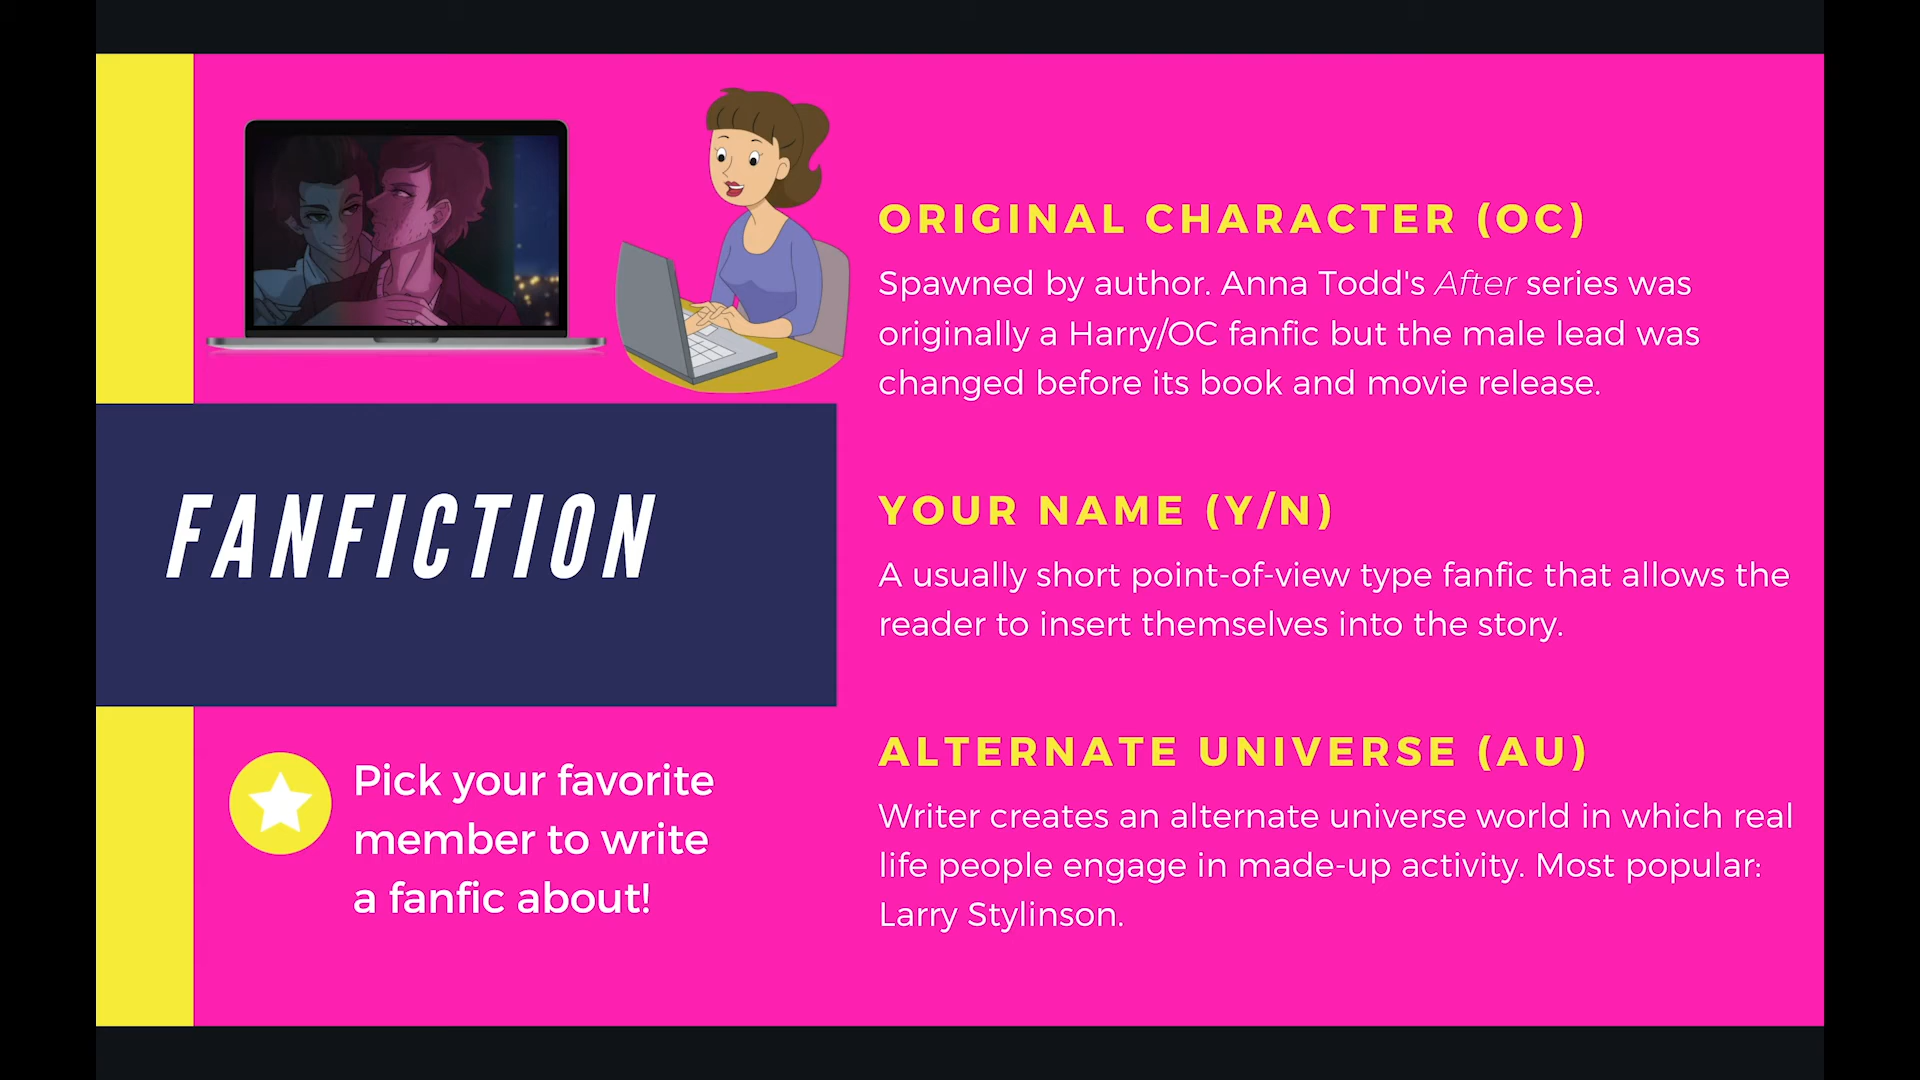 FANFICTION
Pick your favorite
member to write
a fanfic about!
ORIGINAL CHARACTER (OC)
Spawned by author. Anna Todd's After series was
originally a Harry/OC fanfic but the male lead was
changed before its book and movie release.
YOUR NAME (Y/N)
A usually short point-of-view type fanfic that allows the
reader to insert themselves into the story.
ALTERNATE UNIVERSE (AU)
Writer creates an alternate universe world in which real
life people engage in made-up activity. Most popular:
Larry Stylinson.